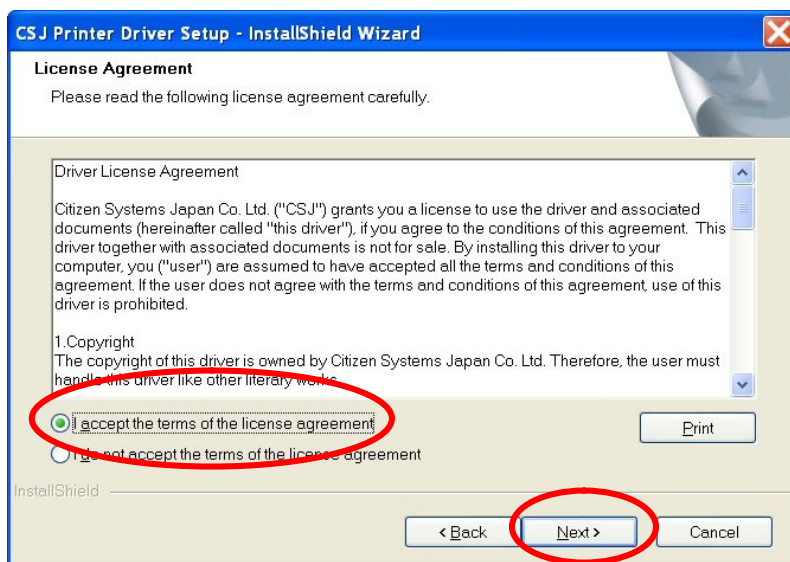 CSJ Printer Driver Setup - InstallShield Wizard
License Agreement
Please read the following license agreement carefully.
Driver License Agreement
Citizen Systems Japan Co. Ltd. ("CSJ") grants you a license to use the driver and associated
documents (hereinafter called "this driver"), if you agree to the conditions of this agreement. This
driver together with associated documents is not for sale. By installing this driver to your
computer, you ("user") are assumed to have accepted all the terms and conditions of this
agreement. If the user does not agree with the terms and conditions of this agreement, use of this
driver is prohibited.
1.Copyright
The copyright of this driver is owned by Citizen Systems Japan Co. Ltd. Therefore, the user must
handle this driver like other literary works.
I accept the terms of the license agreement
Print
I do not accept the terms of the license agreement
InstallShield
< Back
Next >
Cancel